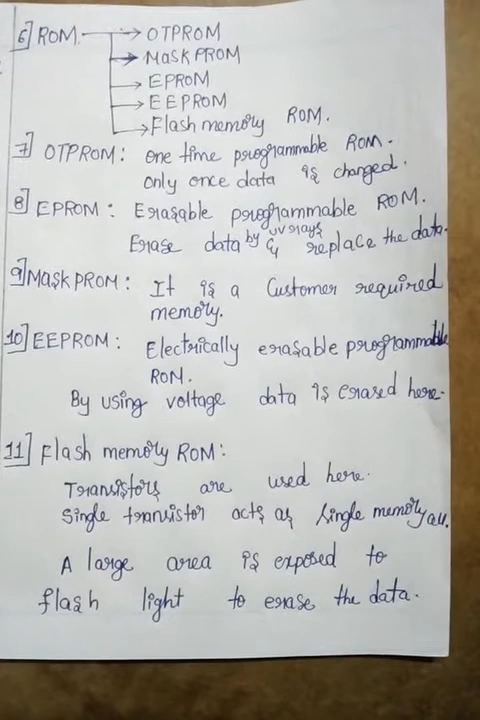 6] ROM → OTPROM
→ Mask PROM
→ EPROM
→ EEPROM
→ Flash memory ROM.
7] OTPROM: One time programmable ROM.
Only once data is changed.
8] EPROM: Erasable programmable ROM.
Erase data by uv rays & replace the data.
9] MASK PROM: It is a Customer required
memory.
10] EEPROM: Electrically erasable programmable
ROM.
By using voltage data is erased here.
11] Flash memory ROM:
Transistors are used here.
Single transistor acts as single memory
A large area is exposed to
flash light to erase the data.